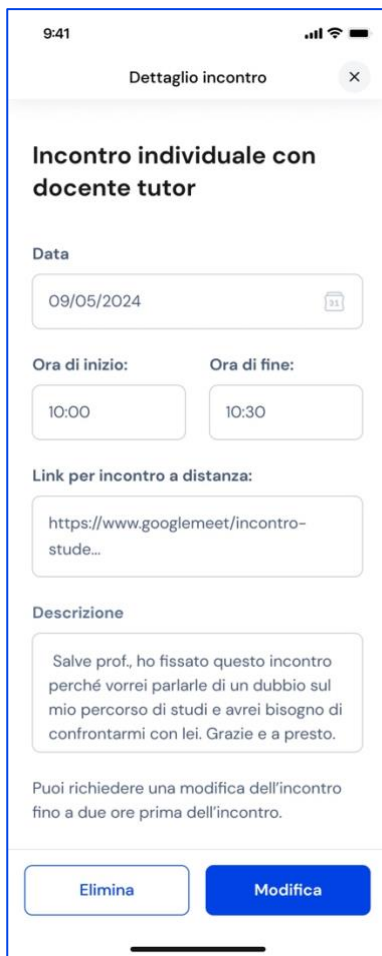 9:41
Dettaglio incontro
Incontro individuale con
docente tutor
Data
09/05/2024
31
Ora di inizio: Ora di fine:
10:00 10:30
Link per incontro a distanza:
https://www.googlemeet/incontro-
stude...
Descrizione
Salve prof., ho fissato questo incontro
perché vorrei parlarle di un dubbio sul
mio percorso di studi e avrei bisogno di
confrontarmi con lei. Grazie e a presto.
Puoi richiedere una modifica dell'incontro
fino a due ore prima dell'incontro.
Elimina Modifica